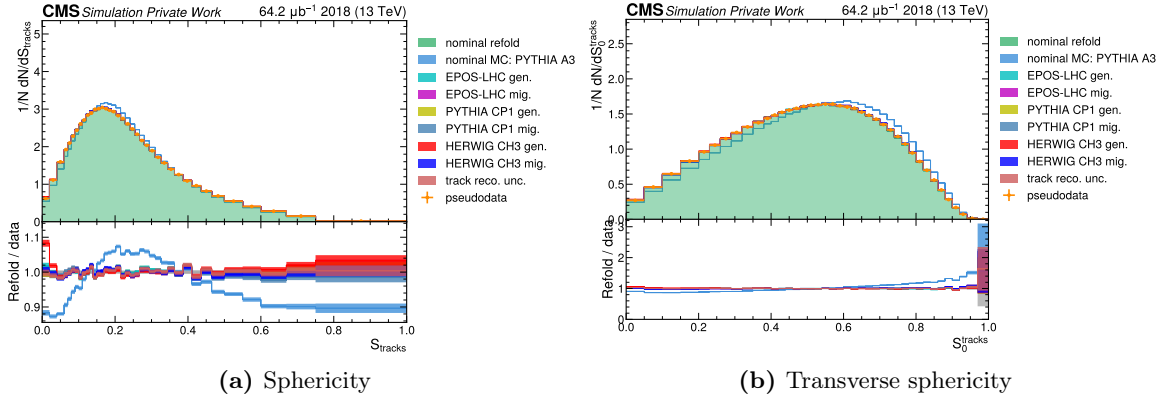 CMS Simulation Private Work 64.2 μb⁻¹ 2018 (13 TeV)
1/N dN/dS_tracks
5
4
3
2
1
0
nominal refold
nominal MC: PYTHIA A3
EPOS-LHC gen.
EPOS-LHC mig.
PYTHIA CP1 gen.
PYTHIA CP1 mig.
HERWIG CH3 gen.
HERWIG CH3 mig.
track reco. unc.
pseudodata
Refold / data
1.1
1.0
0.9
0.0 0.2 0.4 0.6 0.8 1.0
S_tracks
(a) Sphericity
CMS Simulation Private Work 64.2 μb⁻¹ 2018 (13 TeV)
1/N dN/dS₀^tracks
2.5
2.0
1.5
1.0
0.5
0.0
nominal refold
nominal MC: PYTHIA A3
EPOS-LHC gen.
EPOS-LHC mig.
PYTHIA CP1 gen.
PYTHIA CP1 mig.
HERWIG CH3 gen.
HERWIG CH3 mig.
track reco. unc.
pseudodata
Refold / data
3
2
1
0
0.0 0.2 0.4 0.6 0.8 1.0
S₀^tracks
(b) Transverse sphericity